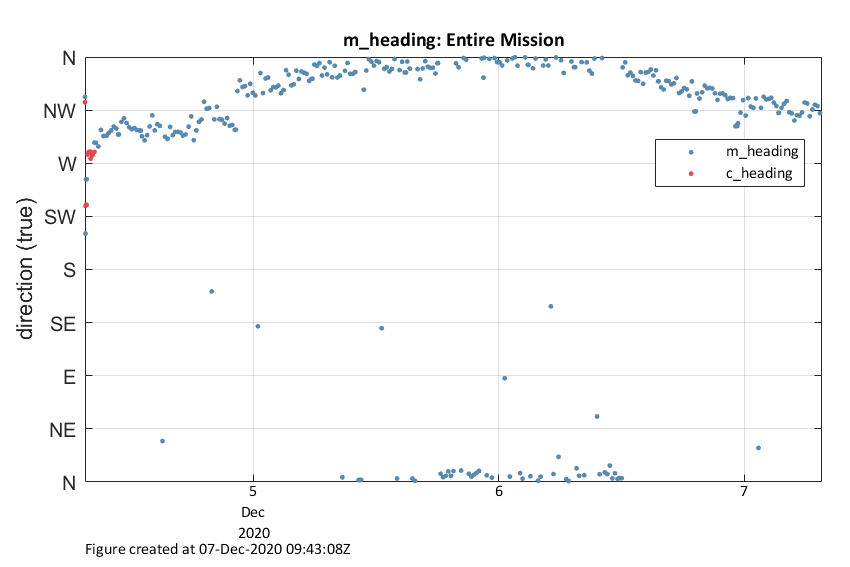 m_heading: Entire Mission
N
NW
W
SW
S
SE
E
NE
N
direction (true)
m_heading
c_heading
5
6
7
Dec
2020
Figure created at 07-Dec-2020 09:43:08Z